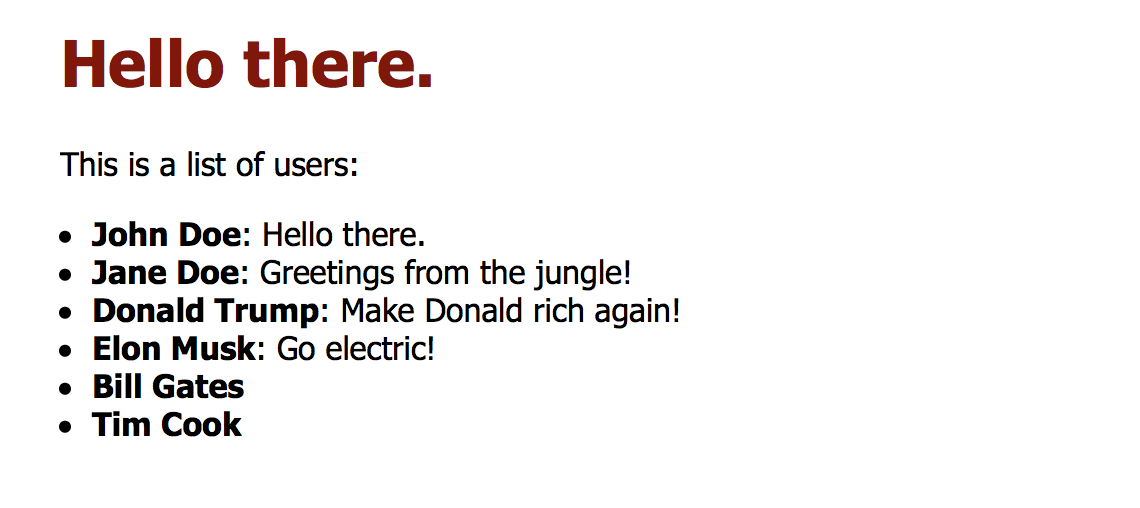 Hello there.
This is a list of users:
• John Doe: Hello there.
• Jane Doe: Greetings from the jungle!
• Donald Trump: Make Donald rich again!
• Elon Musk: Go electric!
• Bill Gates
• Tim Cook